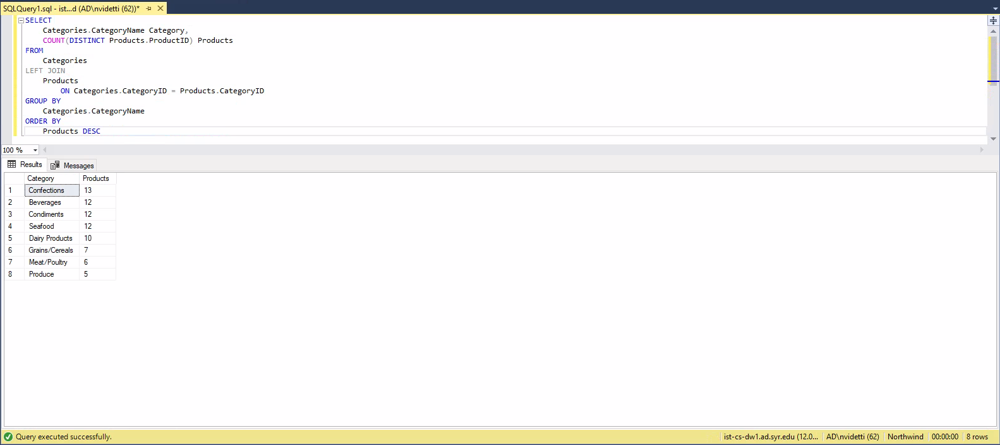 SQLQuery1.sql - ist...d (AD\nvidetti (62))*
SELECT
Categories.CategoryName Category,
COUNT(DISTINCT Products.ProductID) Products
FROM
Categories
LEFT JOIN
Products
ON Categories.CategoryID = Products.CategoryID
GROUP BY
Categories.CategoryName
ORDER BY
Products DESC
100 %
Results Messages
Category Products
1 Confections 13
2 Beverages 12
3 Condiments 12
4 Seafood 12
5 Dairy Products 10
6 Grains/Cereals 7
7 Meat/Poultry 6
8 Produce 5
Query executed successfully. ist-cs-dw1.ad.syr.edu (12.0... AD\nvidetti (62) Northwind 00:00:00 8 rows